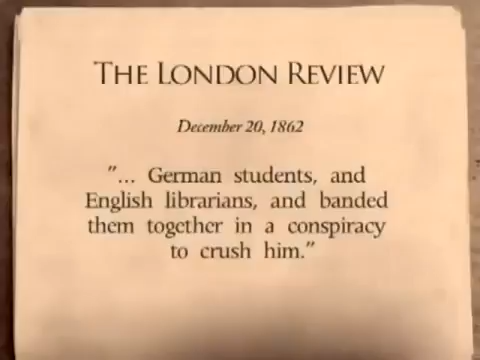 THE LONDON REVIEW
December 20, 1862
"... German students, and
English librarians, and banded
them together in a conspiracy
to crush him."